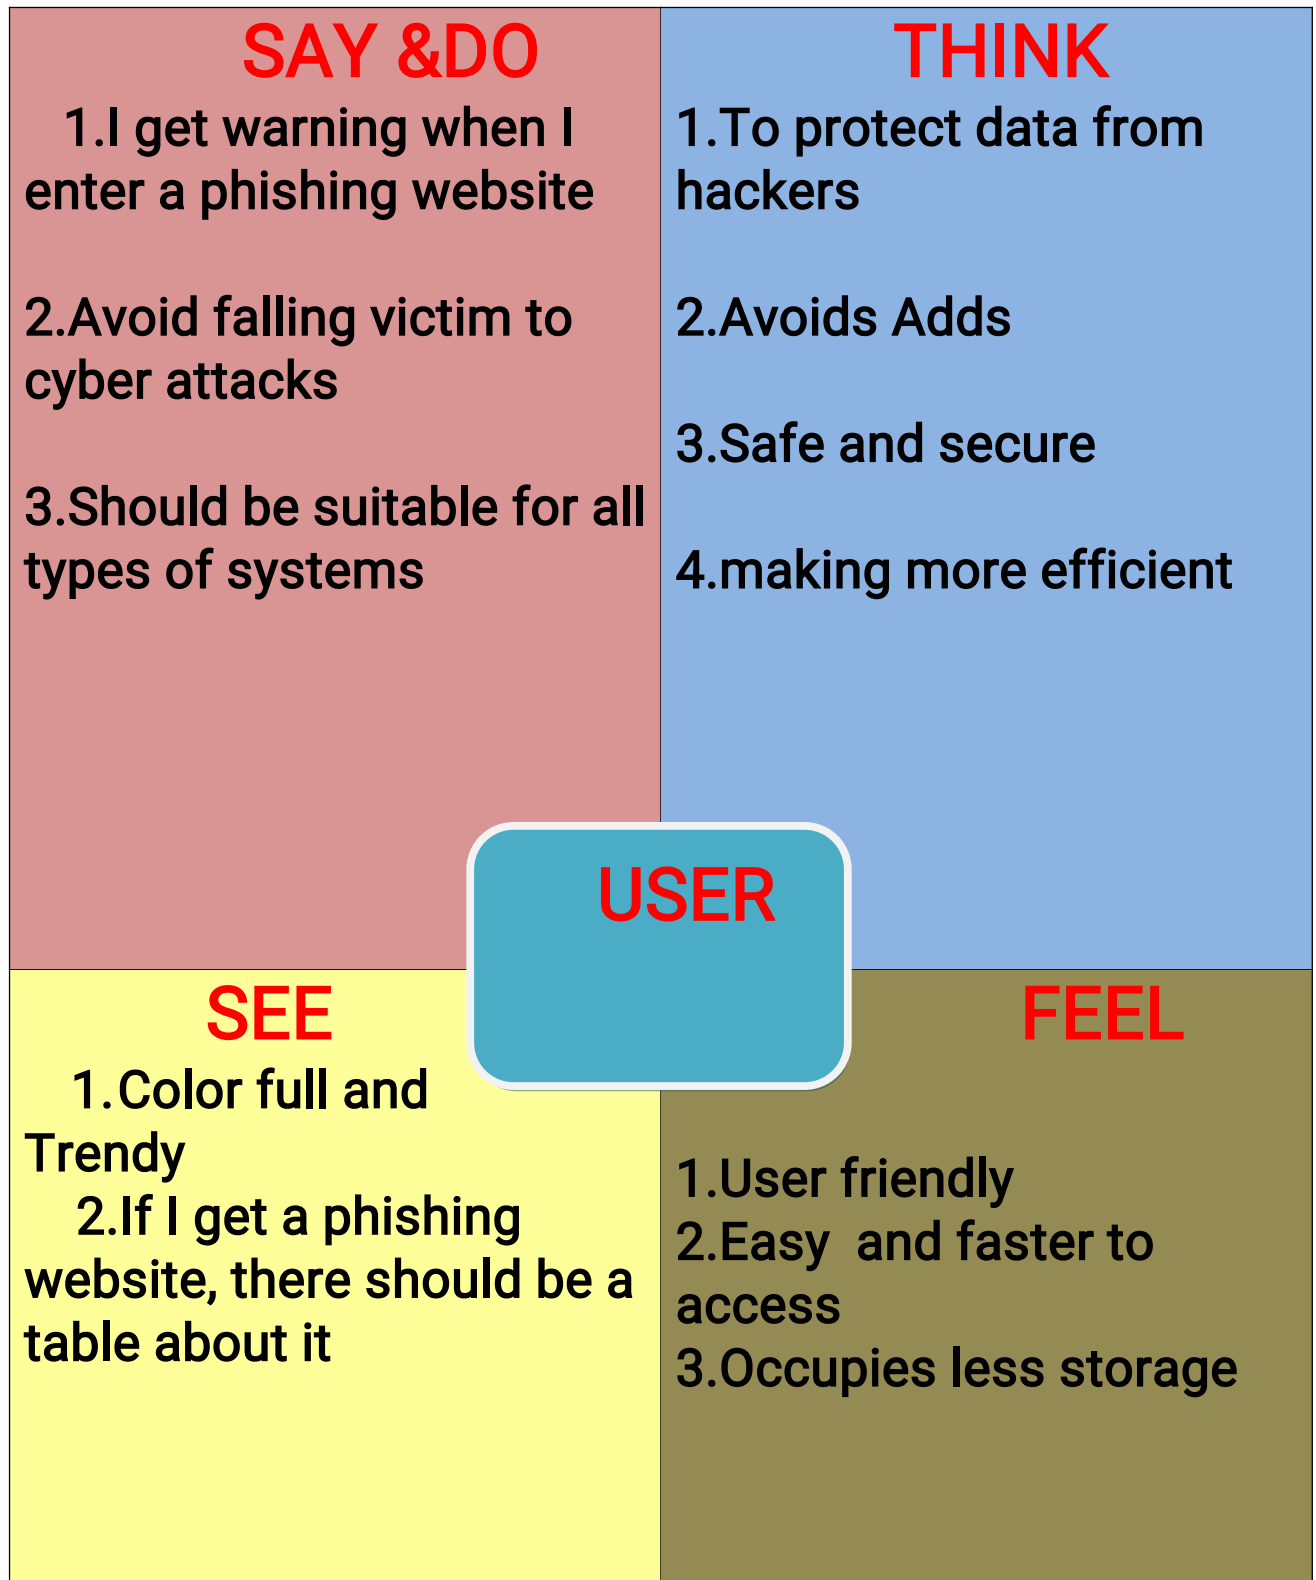 SAY &DO
1.I get warning when I
enter a phishing website
2.Avoid falling victim to
cyber attacks
3.Should be suitable for all
types of systems
THINK
1.To protect data from
hackers
2.Avoids Adds
3.Safe and secure
4.making more efficient
USER
SEE
1.Color full and
Trendy
2.If I get a phishing
website, there should be a
table about it
FEEL
1.User friendly
2.Easy  and faster to
access
3.Occupies less storage